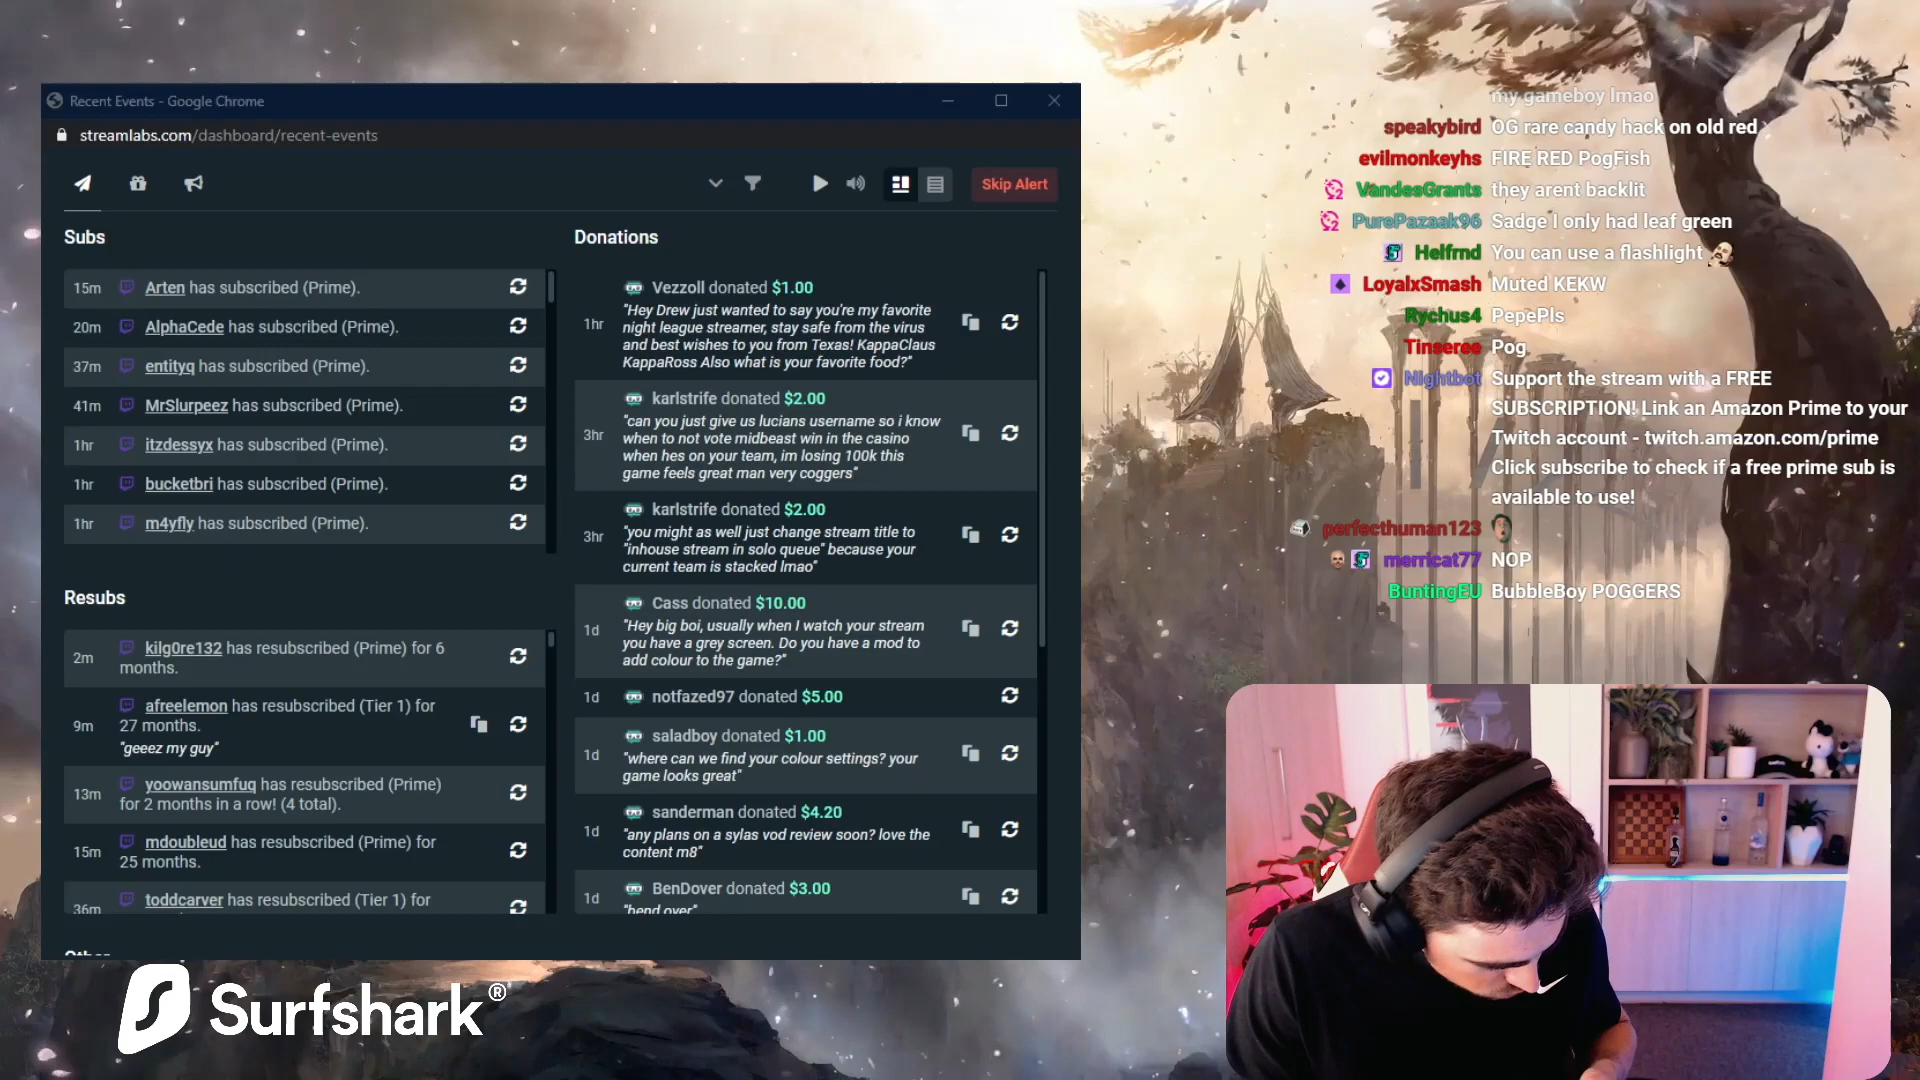 Recent Events - Google Chrome
streamlabs.com/dashboard/recent-events
Skip Alert
Subs
15m Arten has subscribed (Prime).
20m AlphaCede has subscribed (Prime).
37m entityq has subscribed (Prime).
41m MrSlurpeez has subscribed (Prime).
1hr itzdessyx has subscribed (Prime).
1hr bucketbri has subscribed (Prime).
1hr m4yfly has subscribed (Prime).
Resubs
2m kilg0re132 has resubscribed (Prime) for 6
months.
9m afreelemon has resubscribed (Tier 1) for
27 months.
"geeez my guy"
13m yoowansumfuq has resubscribed (Prime)
for 2 months in a row! (4 total).
15m mdoubleud has resubscribed (Prime) for
25 months.
36m toddcarver has resubscribed (Tier 1) for
Other
Donations
Vezzoll donated $1.00
1hr "Hey Drew just wanted to say you're my favorite
night league streamer, stay safe from the virus
and best wishes to you from Texas! KappaClaus
KappaRoss Also what is your favorite food?"
karlstrife donated $2.00
3hr "can you just give us lucians username so i know
when to not vote midbeast win in the casino
when hes on your team, im losing 100k this
game feels great man very coggers"
karlstrife donated $2.00
3hr "you might as well just change stream title to
"inhouse stream in solo queue" because your
current team is stacked lmao"
Cass donated $10.00
1d "Hey big boi, usually when I watch your stream
you have a grey screen. Do you have a mod to
add colour to the game?"
1d notfazed97 donated $5.00
saladboy donated $1.00
1d "where can we find your colour settings? your
game looks great"
sanderman donated $4.20
1d "any plans on a sylas vod review soon? love the
content m8"
BenDover donated $3.00
1d "bend over"
my gameboy lmao
speakybird OG rare candy hack on old red
evilmonkeyhs FIRE RED PogFish
VandesGrants they arent backlit
PurePazaak96 Sadge I only had leaf green
Helfrnd You can use a flashlight
LoyalxSmash Muted KEKW
Rychus4 PepePls
Tinseree Pog
Nightbot Support the stream with a FREE
SUBSCRIPTION! Link an Amazon Prime to your
Twitch account - twitch.amazon.com/prime
Click subscribe to check if a free prime sub is
available to use!
perfecthuman123
merricat77 NOP
BuntingEU BubbleBoy POGGERS
Surfshark®